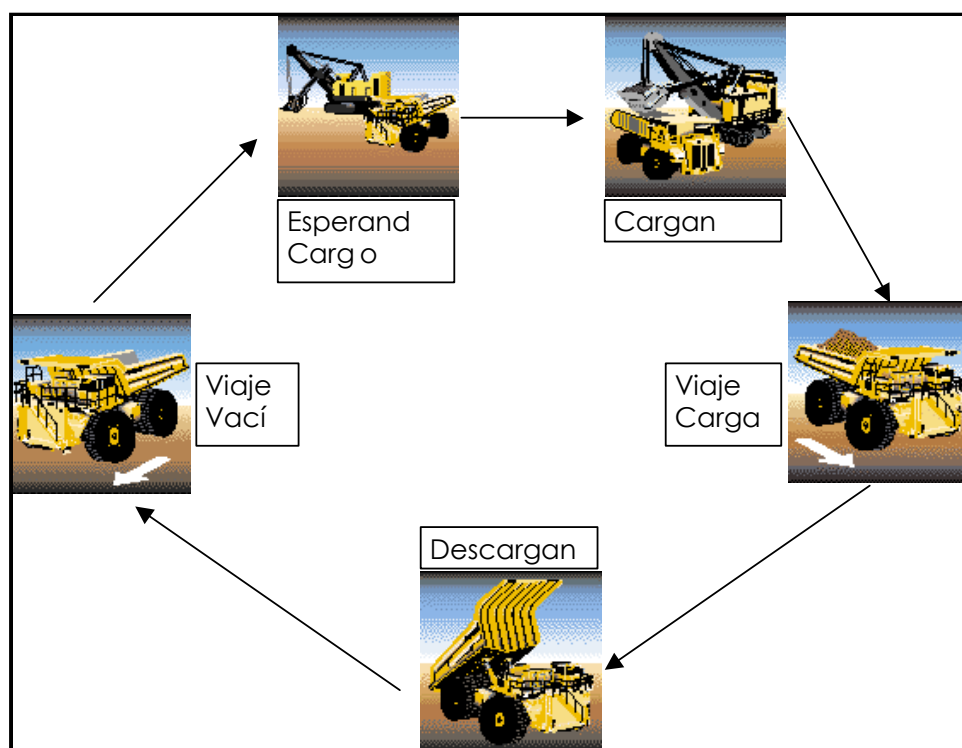 Esperand
Carg o
Cargan
Viaje
Vací
Viaje
Carga
Descargan